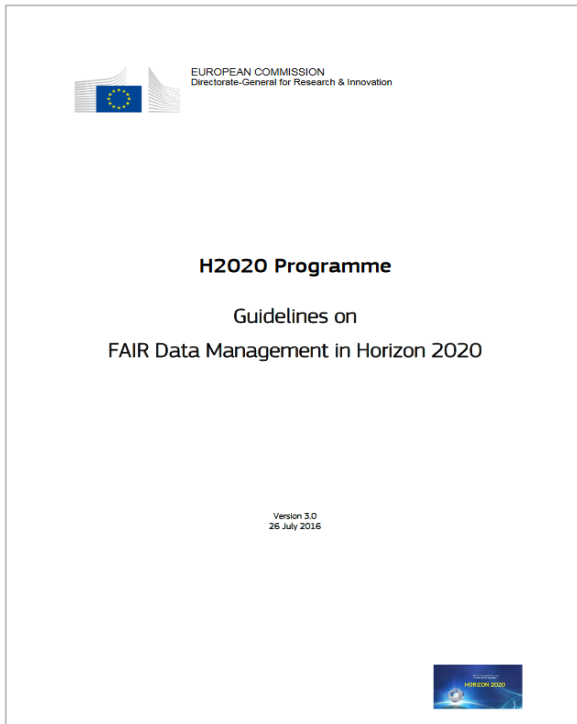 EUROPEAN COMMISSION
Directorate-General for Research & Innovation
H2020 Programme
Guidelines on
FAIR Data Management in Horizon 2020
Version 3.0
26 July 2016
HORIZON 2020